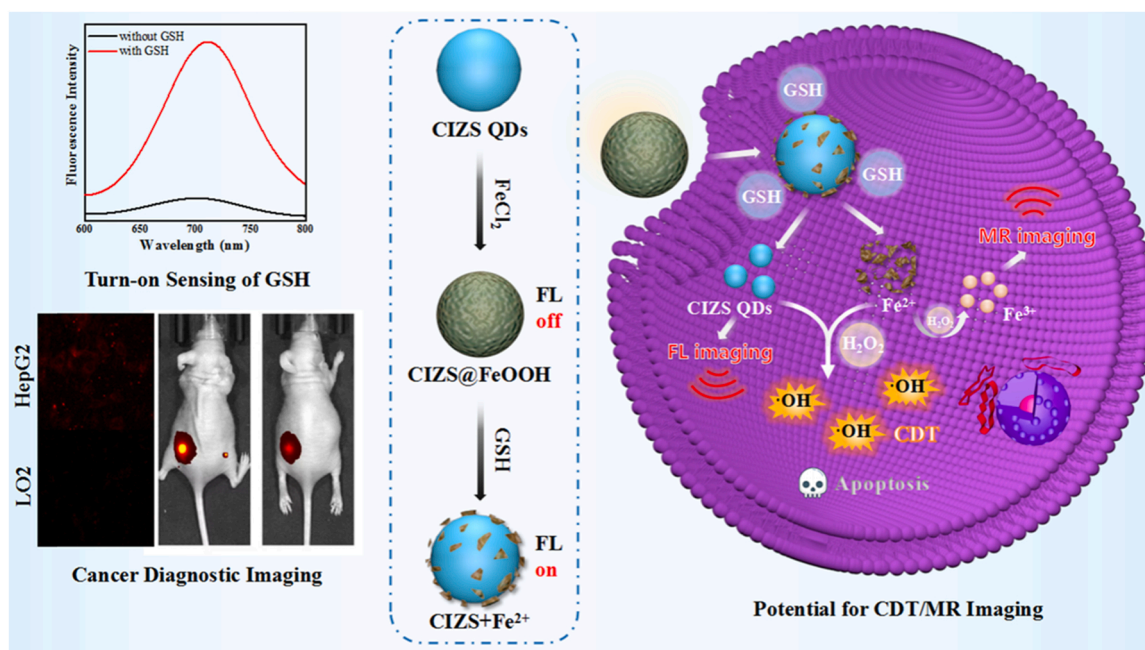 without GSH
with GSH
Fluorescence Intensity
600
650
700
750
800
Wavelength (nm)
Turn-on Sensing of GSH
HepG2
LO2
Cancer Diagnostic Imaging
CIZS QDs
FeCl₂
FL
off
CIZS@FeOOH
GSH
FL
on
CIZS+Fe²⁺
GSH
GSH
GSH
MR imaging
CIZS QDs
Fe²⁺
H₂O₂
Fe³⁺
H₂O₂
FL imaging
·OH
·OH
·OH
CDT
Apoptosis
Potential for CDT/MR Imaging